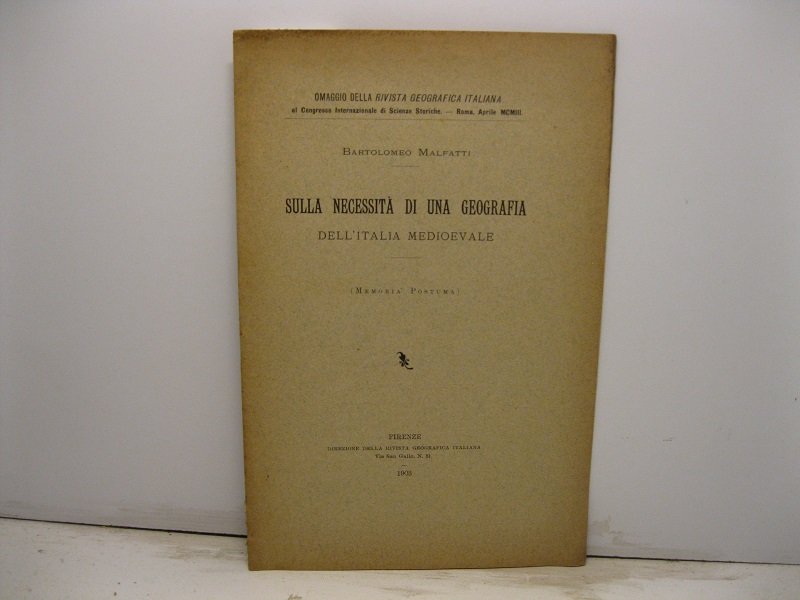 OMAGGIO DELLA RIVISTA GEOGRAFICA ITALIANA
al Congresso Internazionale di Scienze Storiche. — Roma, Aprile MCMIII.
BARTOLOMEO MALFATTI
SULLA NECESSITÀ DI UNA GEOGRAFIA
DELL'ITALIA MEDIOEVALE
(MEMORIA POSTUMA)
FIRENZE
DIREZIONE DELLA RIVISTA GEOGRAFICA ITALIANA
Via San Gallo, N. 31
1903